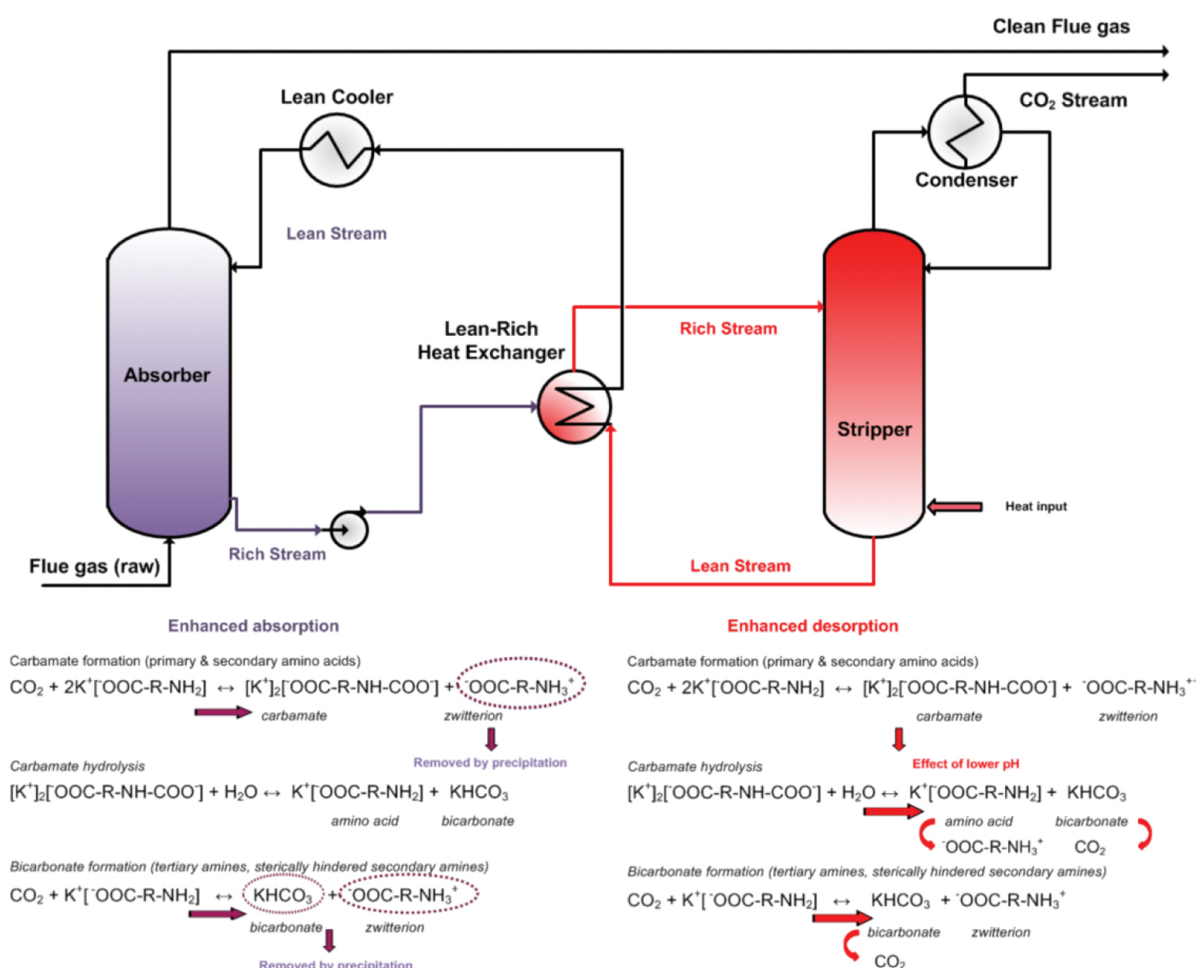 Clean Flue gas
CO₂ Stream
Lean Cooler
Condenser
Lean Stream
Lean-Rich
Heat Exchanger
Rich Stream
Absorber
Stripper
Heat input
Rich Stream
Flue gas (raw)
Lean Stream
Enhanced absorption
Carbamate formation (primary & secondary amino acids)
CO₂ + 2K⁺[⁻OOC-R-NH₂] ↔ [K⁺]₂[⁻OOC-R-NH-COO⁻] + ⁻OOC-R-NH₃⁺
carbamate zwitterion
Removed by precipitation
Carbamate hydrolysis
[K⁺]₂[⁻OOC-R-NH-COO⁻] + H₂O ↔ K⁺[⁻OOC-R-NH₂] + KHCO₃
amino acid bicarbonate
Bicarbonate formation (tertiary amines, sterically hindered secondary amines)
CO₂ + K⁺[⁻OOC-R-NH₂] ↔ KHCO₃ + ⁻OOC-R-NH₃⁺
bicarbonate zwitterion
Removed by precipitation
Enhanced desorption
Carbamate formation (primary & secondary amino acids)
CO₂ + 2K⁺[⁻OOC-R-NH₂] ↔ [K⁺]₂[⁻OOC-R-NH-COO⁻] + ⁻OOC-R-NH₃⁺
carbamate zwitterion
Effect of lower pH
Carbamate hydrolysis
[K⁺]₂[⁻OOC-R-NH-COO⁻] + H₂O ↔ K⁺[⁻OOC-R-NH₂] + KHCO₃
amino acid bicarbonate
⁻OOC-R-NH₃⁺ CO₂
Bicarbonate formation (tertiary amines, sterically hindered secondary amines)
CO₂ + K⁺[⁻OOC-R-NH₂] ↔ KHCO₃ + ⁻OOC-R-NH₃⁺
bicarbonate zwitterion
CO₂